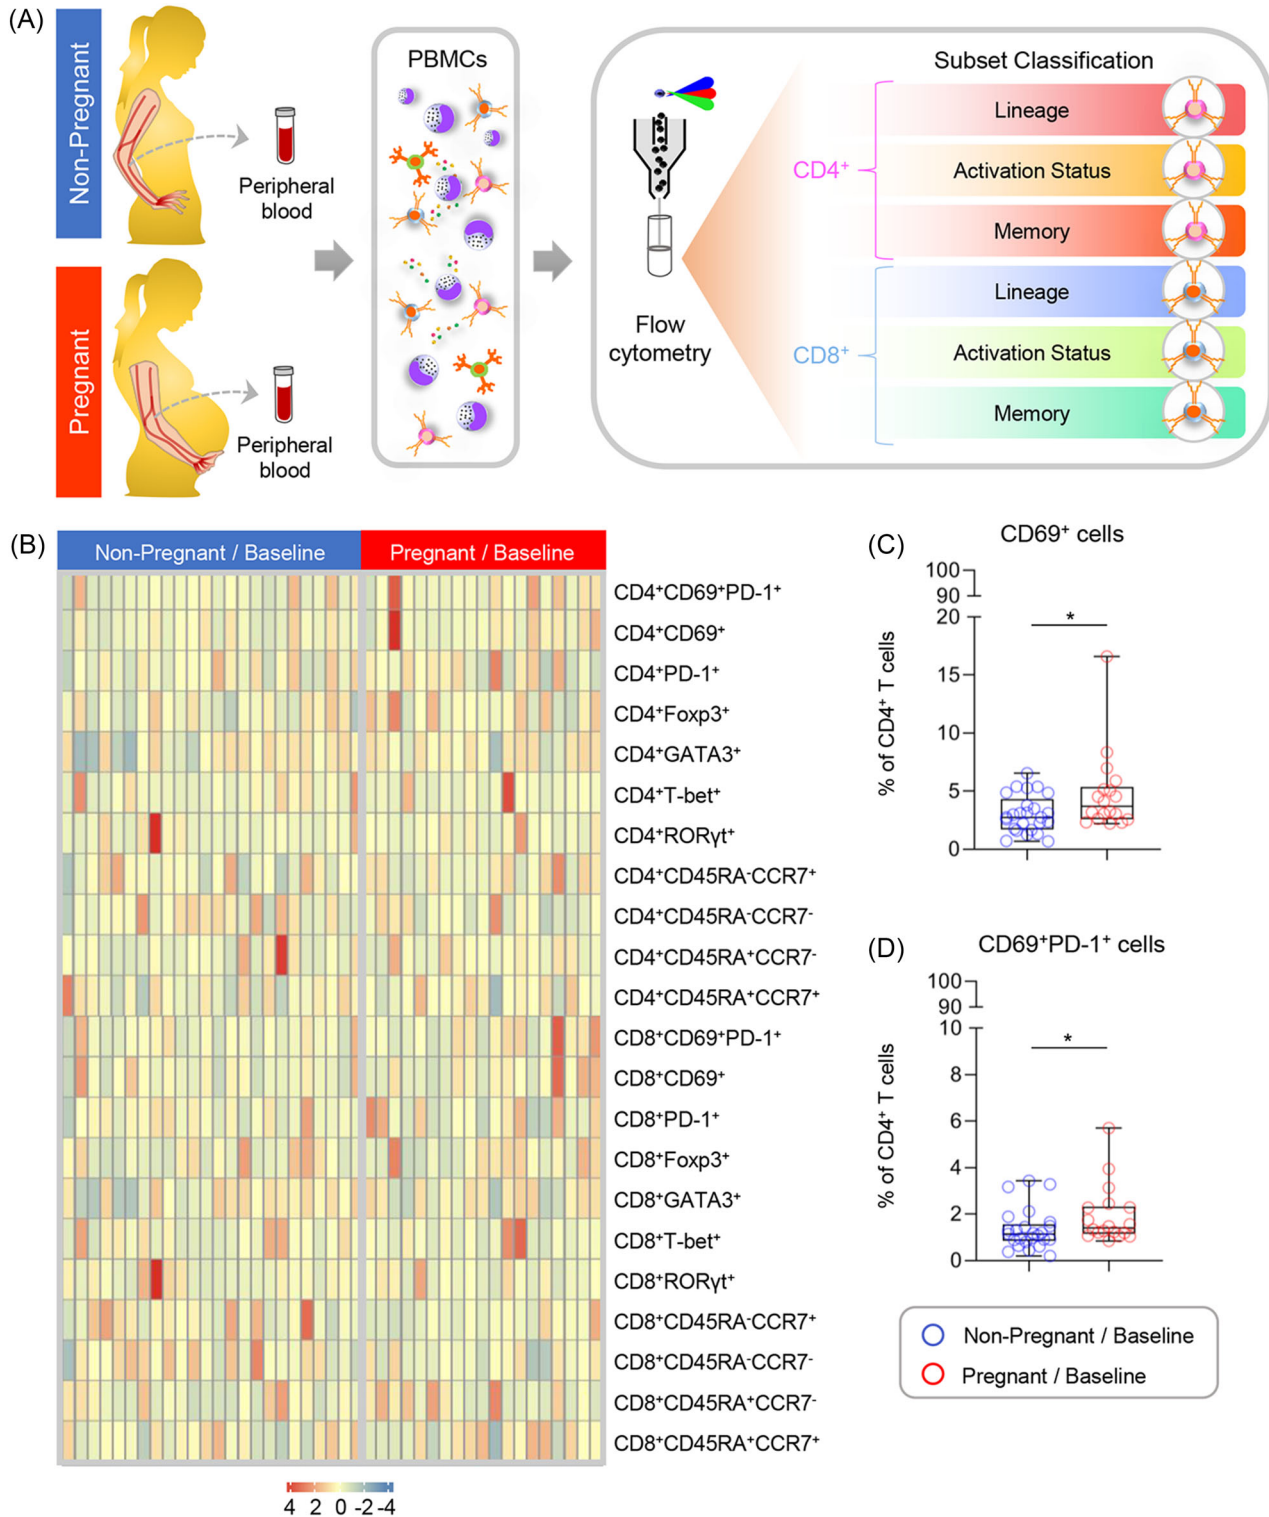 (A)
Non-Pregnant
Peripheral
blood
Pregnant
Peripheral
blood
PBMCs
Flow
cytometry
Subset Classification
CD4⁺
Lineage
Activation Status
Memory
CD8⁺
Lineage
Activation Status
Memory
(B)
Non-Pregnant / Baseline
Pregnant / Baseline
CD4⁺CD69⁺PD-1⁺
CD4⁺CD69⁺
CD4⁺PD-1⁺
CD4⁺Foxp3⁺
CD4⁺GATA3⁺
CD4⁺T-bet⁺
CD4⁺RORγt⁺
CD4⁺CD45RA⁻CCR7⁺
CD4⁺CD45RA⁻CCR7⁻
CD4⁺CD45RA⁺CCR7⁻
CD4⁺CD45RA⁺CCR7⁺
CD8⁺CD69⁺PD-1⁺
CD8⁺CD69⁺
CD8⁺PD-1⁺
CD8⁺Foxp3⁺
CD8⁺GATA3⁺
CD8⁺T-bet⁺
CD8⁺RORγt⁺
CD8⁺CD45RA⁻CCR7⁺
CD8⁺CD45RA⁻CCR7⁻
CD8⁺CD45RA⁺CCR7⁻
CD8⁺CD45RA⁺CCR7⁺
4 2 0 -2 -4
(C)
CD69⁺ cells
% of CD4⁺ T cells
100
90
20
15
10
5
0
*
(D)
CD69⁺PD-1⁺ cells
% of CD4⁺ T cells
100
90
10
8
6
4
2
0
*
Non-Pregnant / Baseline
Pregnant / Baseline